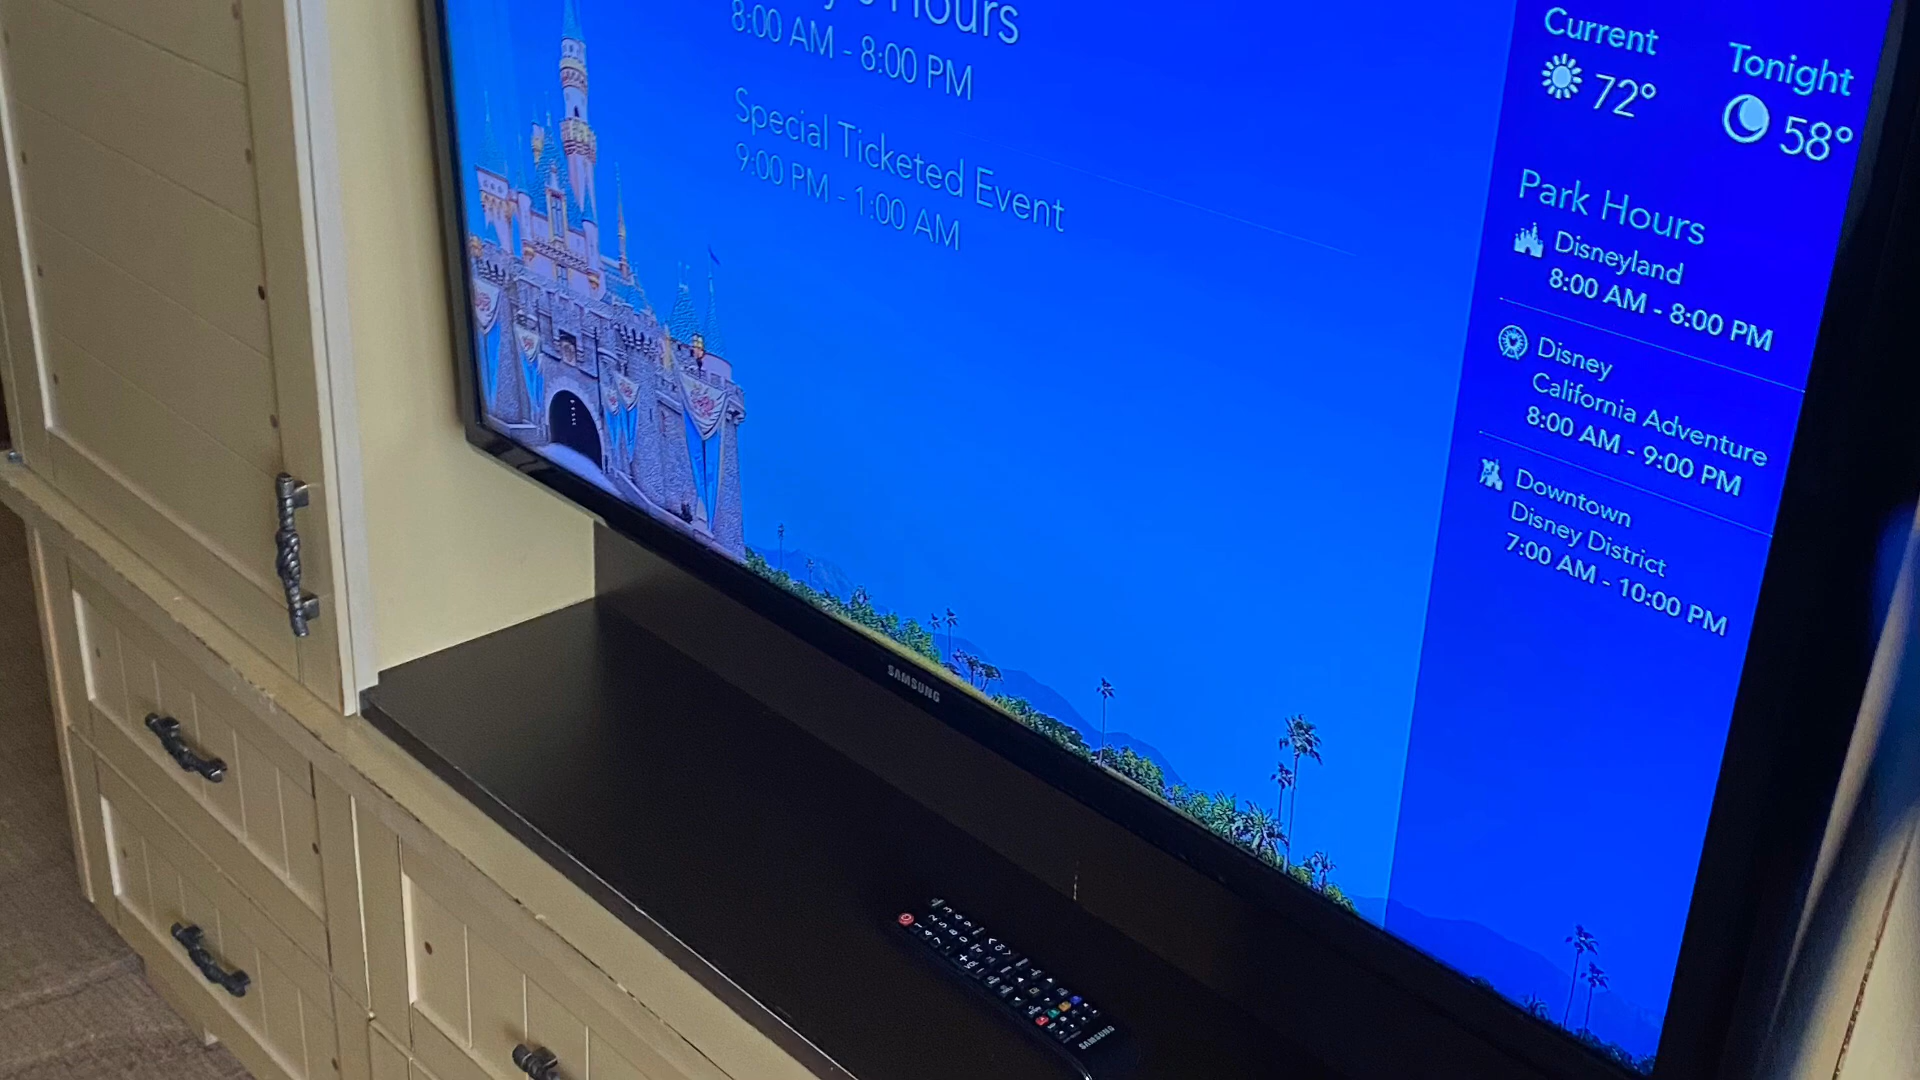 Hours
8:00 AM - 8:00 PM
Special Ticketed Event
9:00 PM - 1:00 AM
Current
72°
Tonight
58°
Park Hours
Disneyland
8:00 AM - 8:00 PM
Disney
California Adventure
8:00 AM - 9:00 PM
Downtown
Disney District
7:00 AM - 10:00 PM
SAMSUNG
SAMSUNG